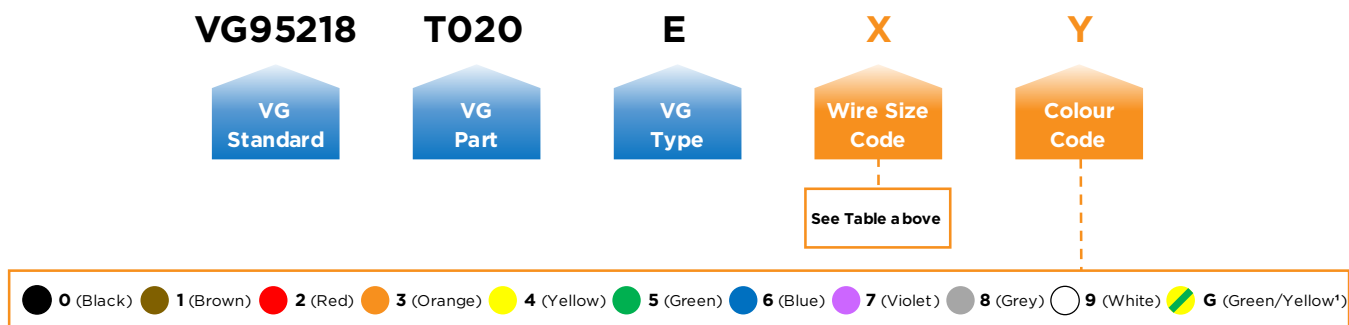 VG95218 T020 E X Y
VG Standard
VG Part
VG Type
Wire Size Code
Colour Code
See Table above
0 (Black) 1 (Brown) 2 (Red) 3 (Orange) 4 (Yellow) 5 (Green) 6 (Blue) 7 (Violet) 8 (Grey) 9 (White) G (Green/Yellow¹)